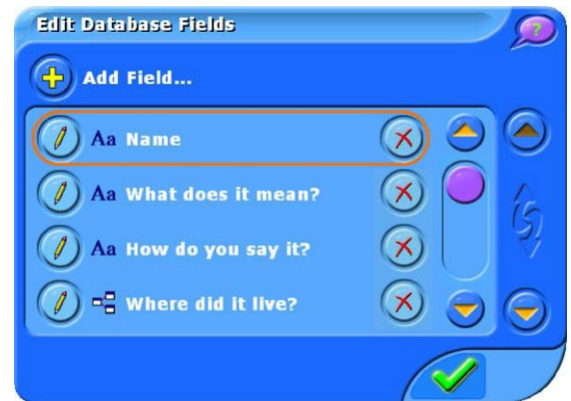 Edit Database Fields
?
Add Field...
Aa Name
Aa What does it mean?
Aa How do you say it?
Where did it live?